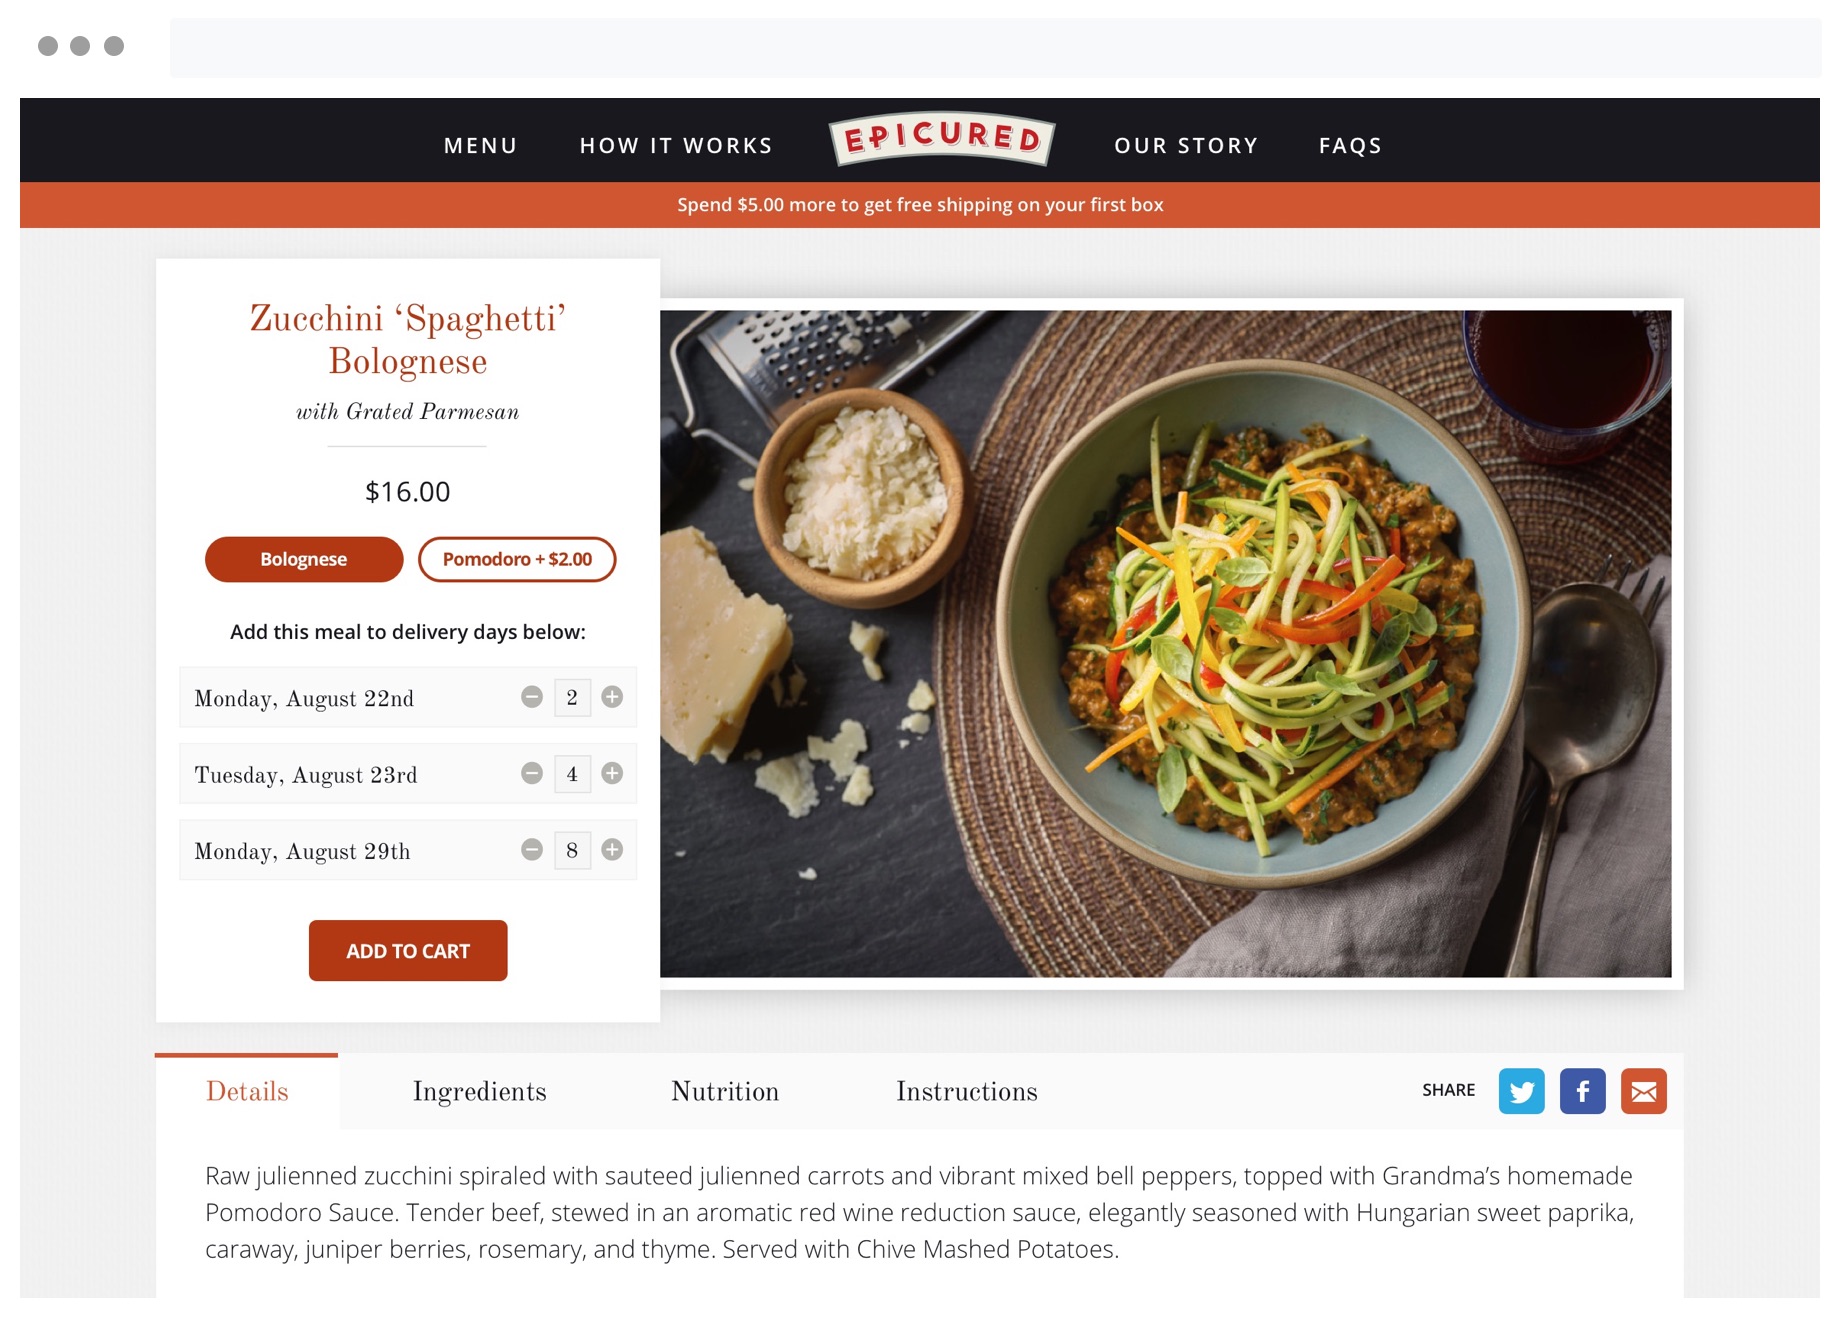 MENU
HOW IT WORKS
EPICURED
OUR STORY
FAQS
Spend $5.00 more to get free shipping on your first box
Zucchini ‘Spaghetti’
Bolognese
with Grated Parmesan
$16.00
Bolognese
Pomodoro + $2.00
Add this meal to delivery days below:
Monday, August 22nd
2
Tuesday, August 23rd
4
Monday, August 29th
8
ADD TO CART
Details
Ingredients
Nutrition
Instructions
SHARE
Raw julienned zucchini spiraled with sauteed julienned carrots and vibrant mixed bell peppers, topped with Grandma’s homemade
Pomodoro Sauce. Tender beef, stewed in an aromatic red wine reduction sauce, elegantly seasoned with Hungarian sweet paprika,
caraway, juniper berries, rosemary, and thyme. Served with Chive Mashed Potatoes.